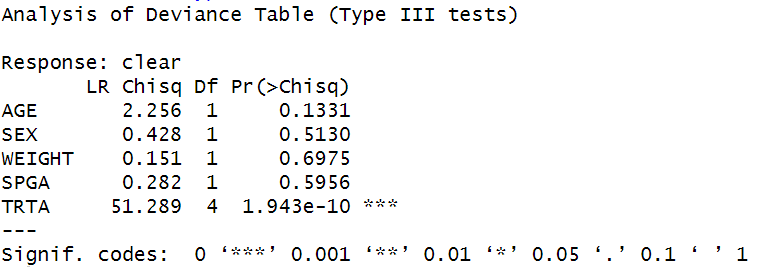 Analysis of Deviance Table (Type III tests)

Response: clear
       LR Chisq Df Pr(>Chisq)
AGE       2.256  1     0.1331
SEX       0.428  1     0.5130
WEIGHT    0.151  1     0.6975
SPGA      0.282  1     0.5956
TRTA     51.289  4  1.943e-10 ***
---
Signif. codes:  0 ‘***’ 0.001 ‘**’ 0.01 ‘*’ 0.05 ‘.’ 0.1 ‘ ’ 1